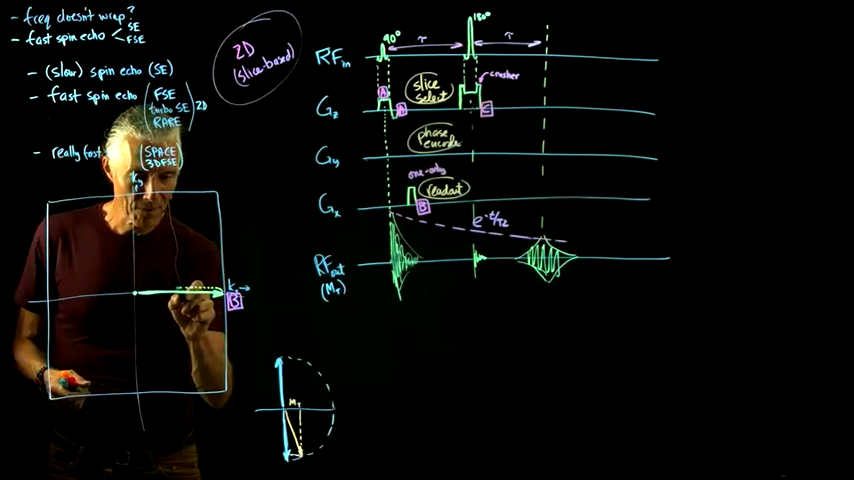 - freq doesn't wrap?
- fast spin echo < SE
FSE
- (slow) spin echo (SE)
- fast spin echo (FSE
turbo SE) 2D
RARE
- really fast (SPACE
3DFSE)
2D
(slice-based)
90°
τ
180°
τ
RFin
crusher
A
slice
select
Gz
A
C
phase
encode
Gy
one-only
readout
Gx
B
e^-t/T2
RFout
(MT)
ky
kx →
B
MT